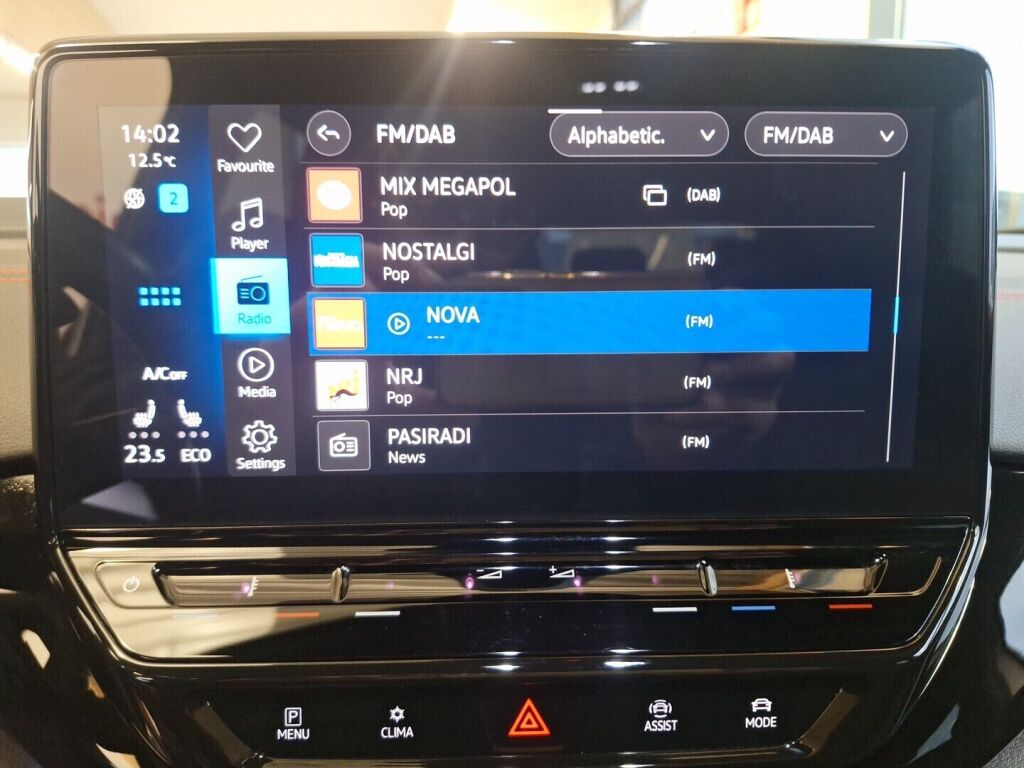 14:02
12.5°C
2
A/C OFF
23.5 ECO
Favourite
Player
Radio
Media
Settings
FM/DAB
Alphabetic.
FM/DAB
MIX MEGAPOL
Pop
(DAB)
NOSTALGI
Pop
(FM)
NOVA
---
(FM)
NRJ
Pop
(FM)
PASIRADI
News
(FM)
P
MENU
CLIMA
ASSIST
MODE